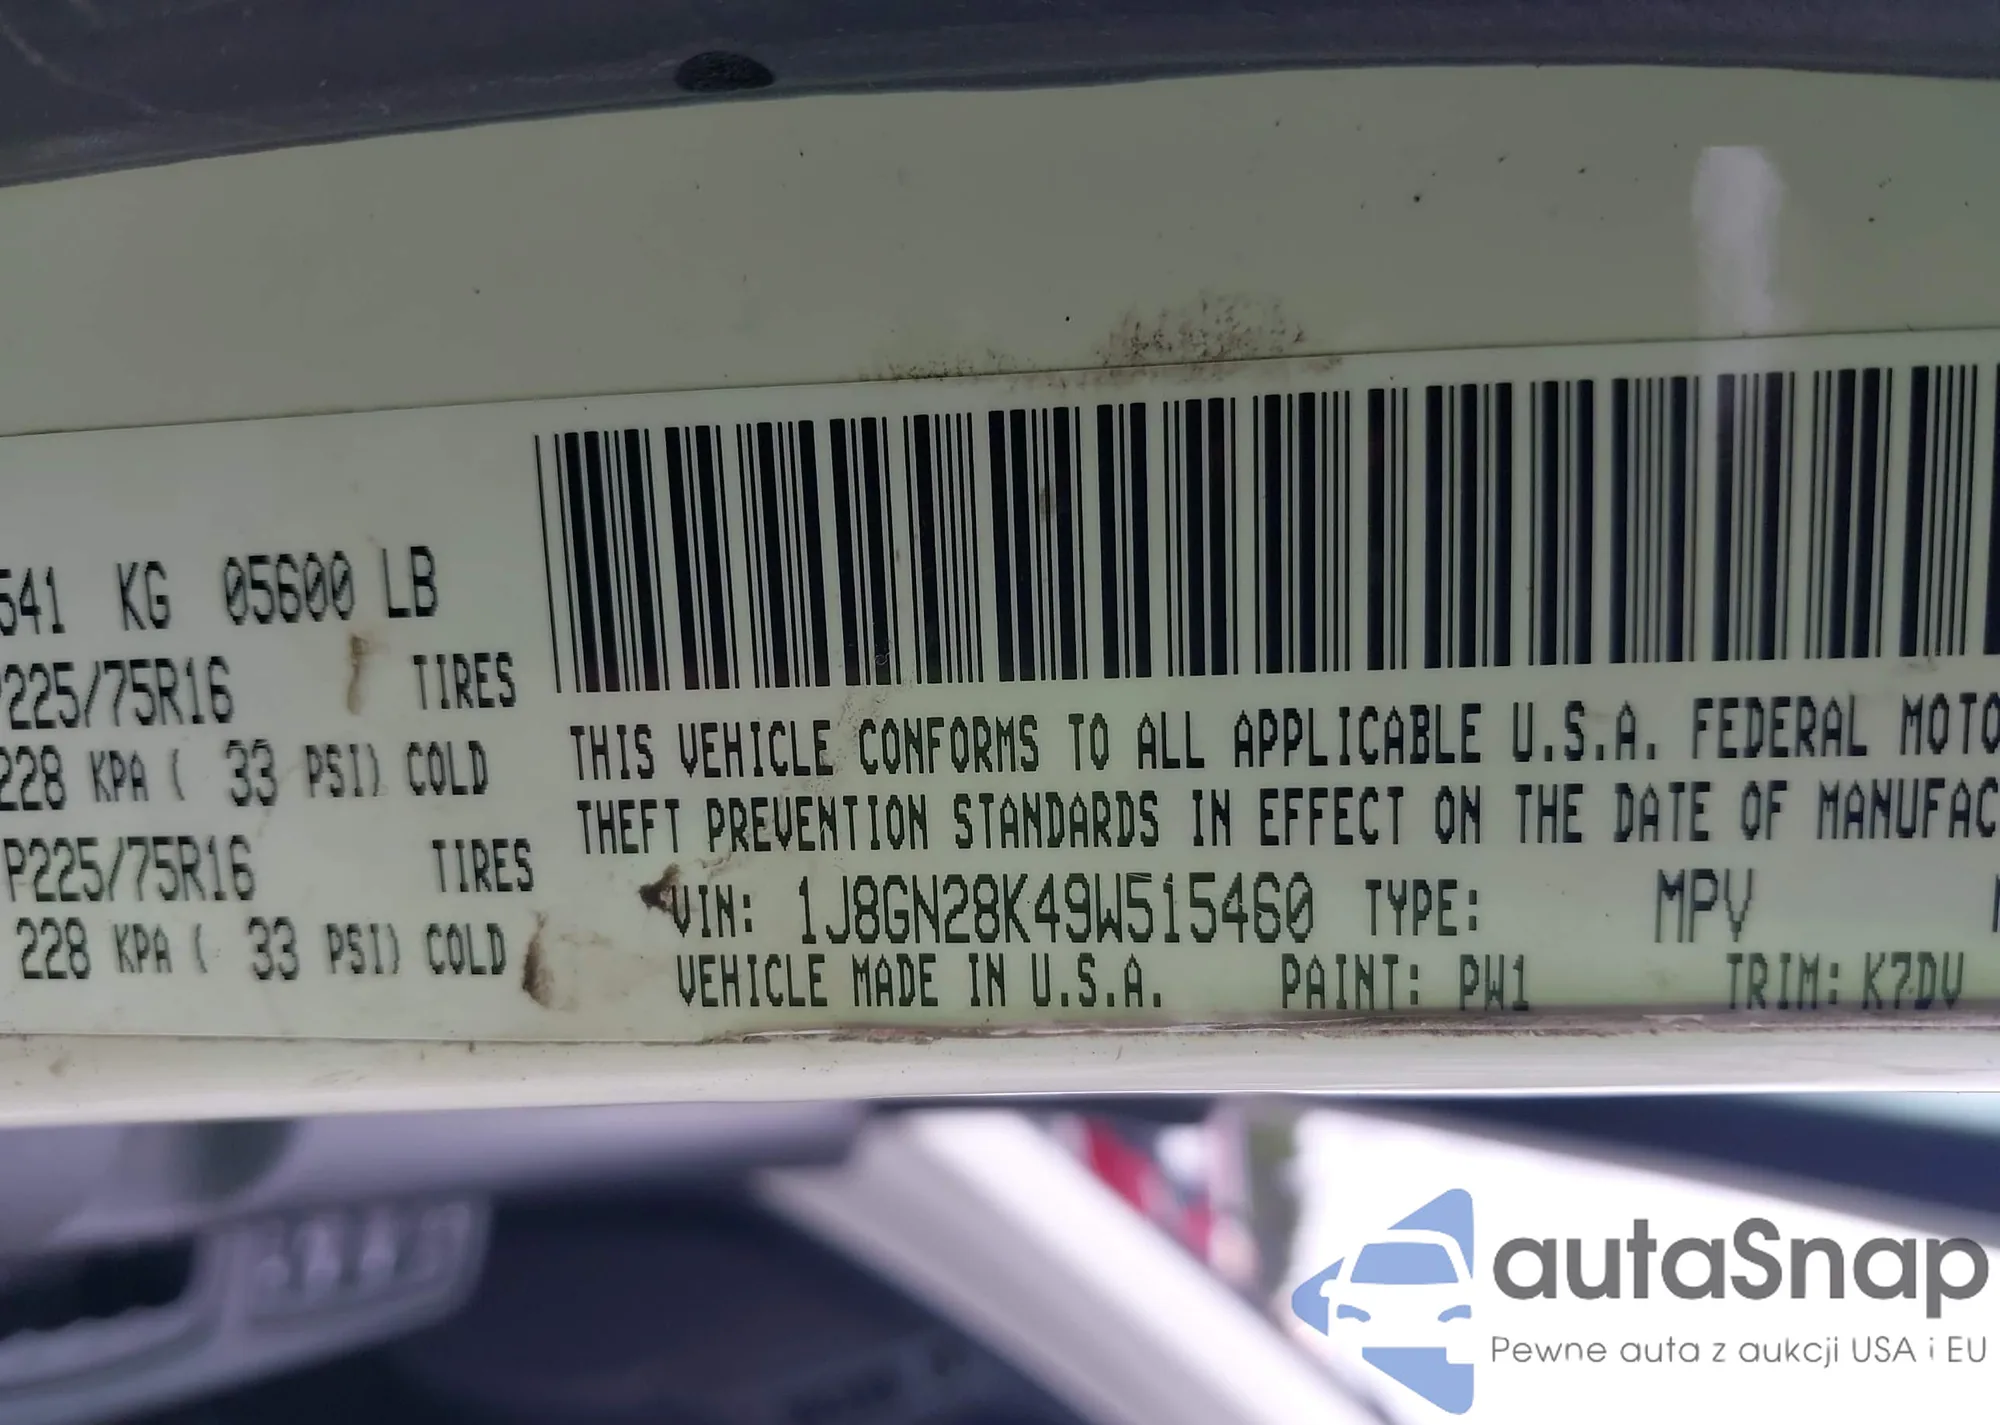 541 KG 05600 LB
P225/75R16 TIRES
228 KPA ( 33 PSI) COLD
P225/75R16 TIRES
228 KPA ( 33 PSI) COLD
THIS VEHICLE CONFORMS TO ALL APPLICABLE U.S.A. FEDERAL MOTO
THEFT PREVENTION STANDARDS IN EFFECT ON THE DATE OF MANUFAC
VIN: 1J8GN28K49W515460 TYPE: MPV
VEHICLE MADE IN U.S.A. PAINT: PW1 TRIM: K7DV
autaSnap
Pewne auta z aukcji USA i EU